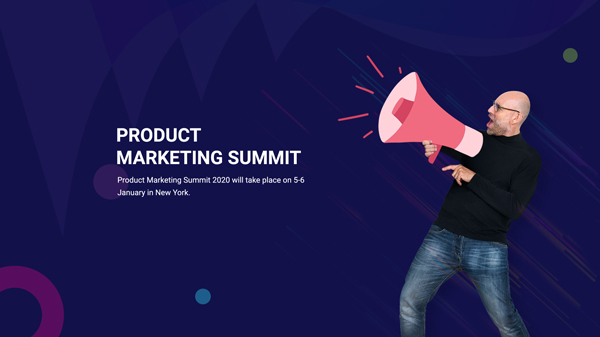 PRODUCT
MARKETING SUMMIT
Product Marketing Summit 2020 will take place on 5-6
January in New York.